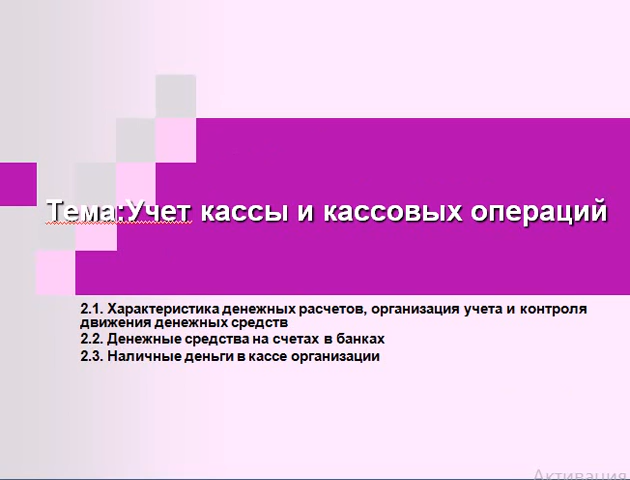 Тема:Учет кассы и кассовых операций
2.1. Характеристика денежных расчетов, организация учета и контроля
движения денежных средств
2.2. Денежные средства на счетах в банках
2.3. Наличные деньги в кассе организации
Активация